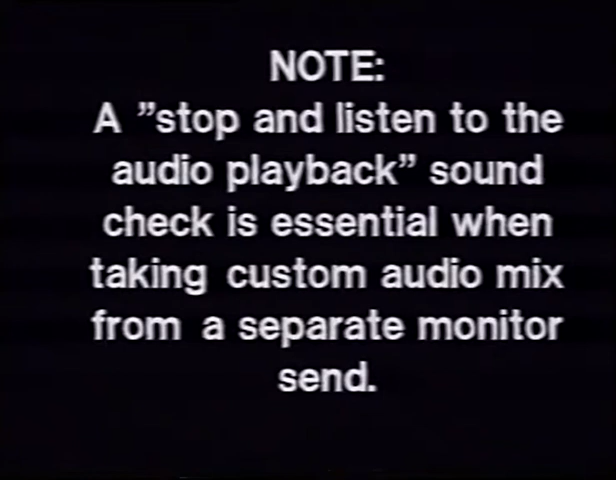 NOTE:
A ”stop and listen to the
audio playback” sound
check is essential when
taking custom audio mix
from a separate monitor
send.